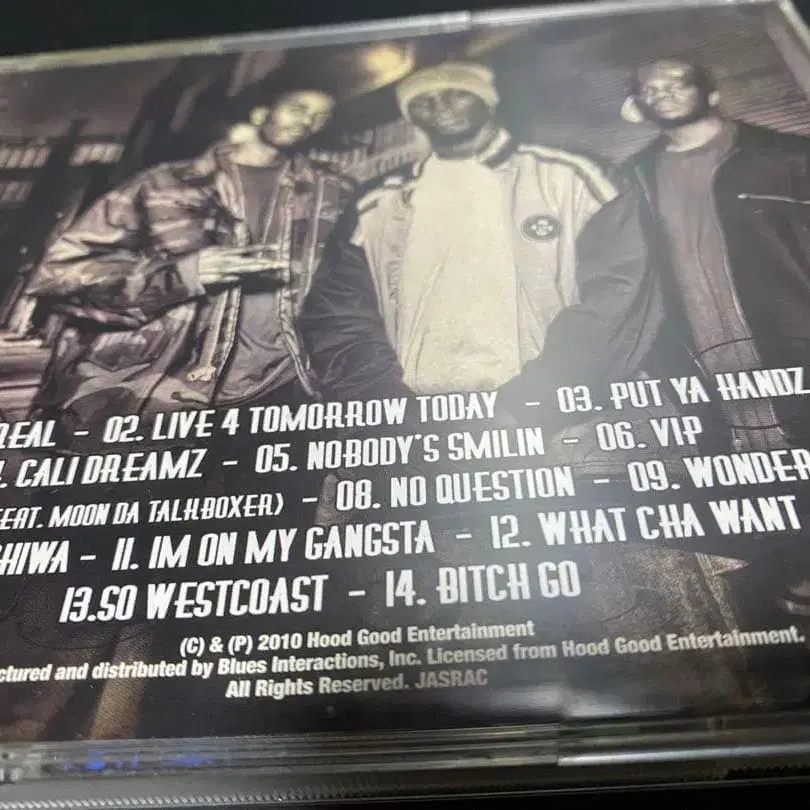 REAL - 02. LIVE 4 TOMORROW TODAY - 03. PUT YA HANDZ
. CALI DREAMZ - 05. NOBODY'S SMILIN - 06. VIP
EAT. MOON DA TALKBOXER) - 08. NO QUESTION - 09. WONDER
HIWA - 11. IM ON MY GANGSTA - 12. WHAT CHA WANT
13.SO WESTCOAST - 14. BITCH GO
(C) & (P) 2010 Hood Good Entertainment
ctured and distributed by Blues Interactions, Inc. Licensed from Hood Good Entertainment.
All Rights Reserved. JASRAC